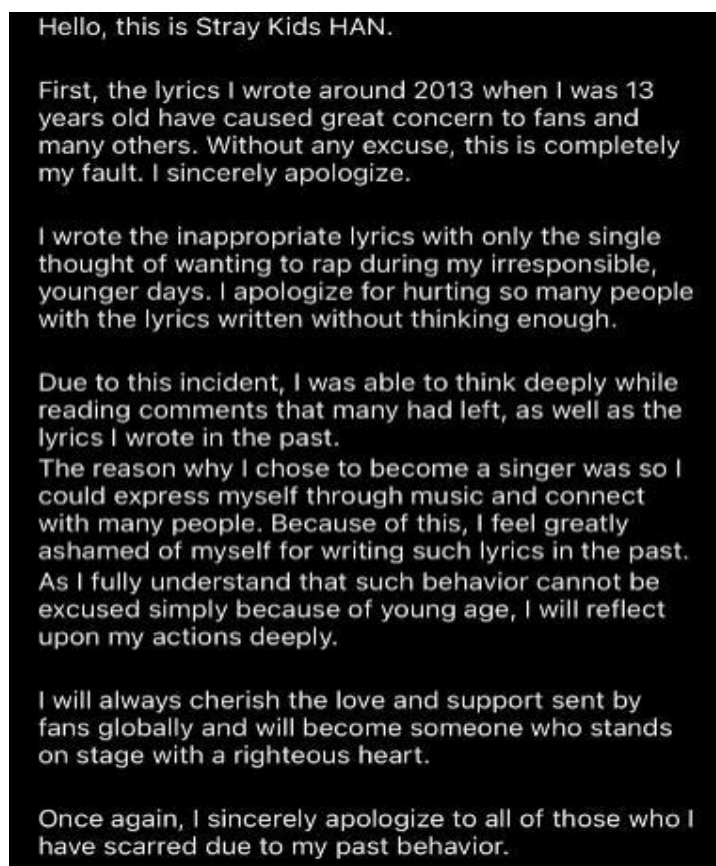 Hello, this is Stray Kids HAN.
First, the lyrics I wrote around 2013 when I was 13
years old have caused great concern to fans and
many others. Without any excuse, this is completely
my fault. I sincerely apologize.
I wrote the inappropriate lyrics with only the single
thought of wanting to rap during my irresponsible,
younger days. I apologize for hurting so many people
with the lyrics written without thinking enough.
Due to this incident, I was able to think deeply while
reading comments that many had left, as well as the
lyrics I wrote in the past.
The reason why I chose to become a singer was so I
could express myself through music and connect
with many people. Because of this, I feel greatly
ashamed of myself for writing such lyrics in the past.
As I fully understand that such behavior cannot be
excused simply because of young age, I will reflect
upon my actions deeply.
I will always cherish the love and support sent by
fans globally and will become someone who stands
on stage with a righteous heart.
Once again, I sincerely apologize to all of those who I
have scarred due to my past behavior.